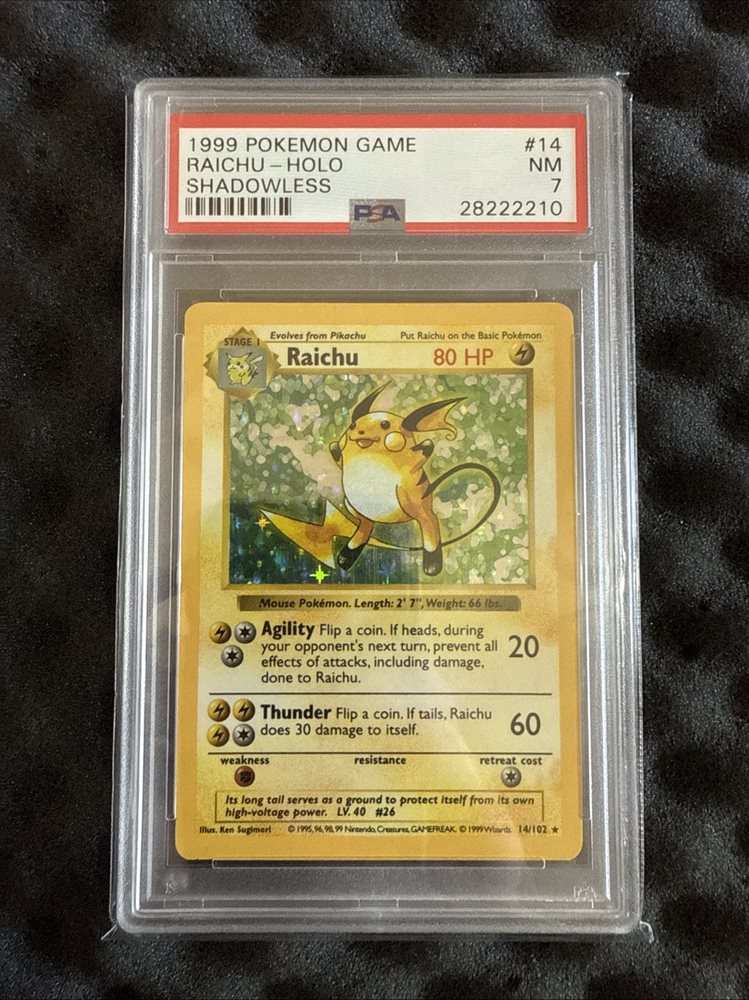 1999 POKEMON GAME #14
RAICHU - HOLO NM
SHADOWLESS 7
PSA 28222210
Evolves from Pikachu Put Raichu on the Basic Pokémon
STAGE 1
Raichu 80 HP
Mouse Pokémon. Length: 2' 7", Weight: 66 lbs.
Agility Flip a coin. If heads, during
your opponent's next turn, prevent all 20
effects of attacks, including damage,
done to Raichu.
Thunder Flip a coin. If tails, Raichu 60
does 30 damage to itself.
weakness resistance retreat cost
Its long tail serves as a ground to protect itself from its own
high-voltage power. LV. 40 #26
Illus. Ken Sugimori © 1995, 96, 98, 99 Nintendo, Creatures, GAMEFREAK. © 1999 Wizards. 14/102 ★